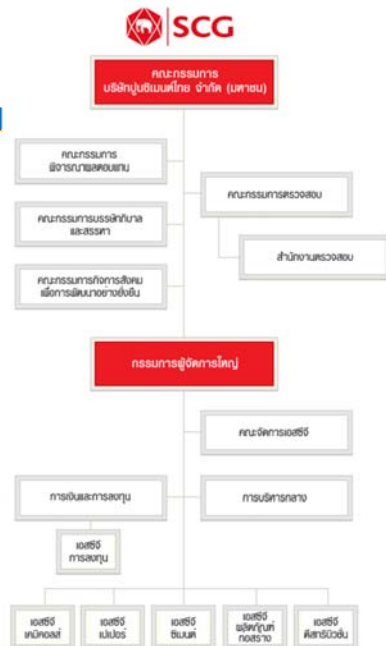 SCG
คณะกรรมการ
บริษัทปูนซิเมนต์ไทย จำกัด (มหาชน)
คณะกรรมการ
พิจารณาผลตอบแทน
คณะกรรมการตรวจสอบ
คณะกรรมการบรรษัทภิบาล
และสรรหา
สำนักงานตรวจสอบ
คณะกรรมการกิจการสังคม
เพื่อการพัฒนาอย่างยั่งยืน
กรรมการผู้จัดการใหญ่
คณะจัดการเอสซีจี
การเงินและการลงทุน
การบริหารกลาง
เอสซีจี
การลงทุน
เอสซีจี
เคมิคอลส์
เอสซีจี
เปเปอร์
เอสซีจี
ซิเมนต์
เอสซีจี
ผลิตภัณฑ์
ก่อสร้าง
เอสซีจี
ดิสทริบิวชั่น